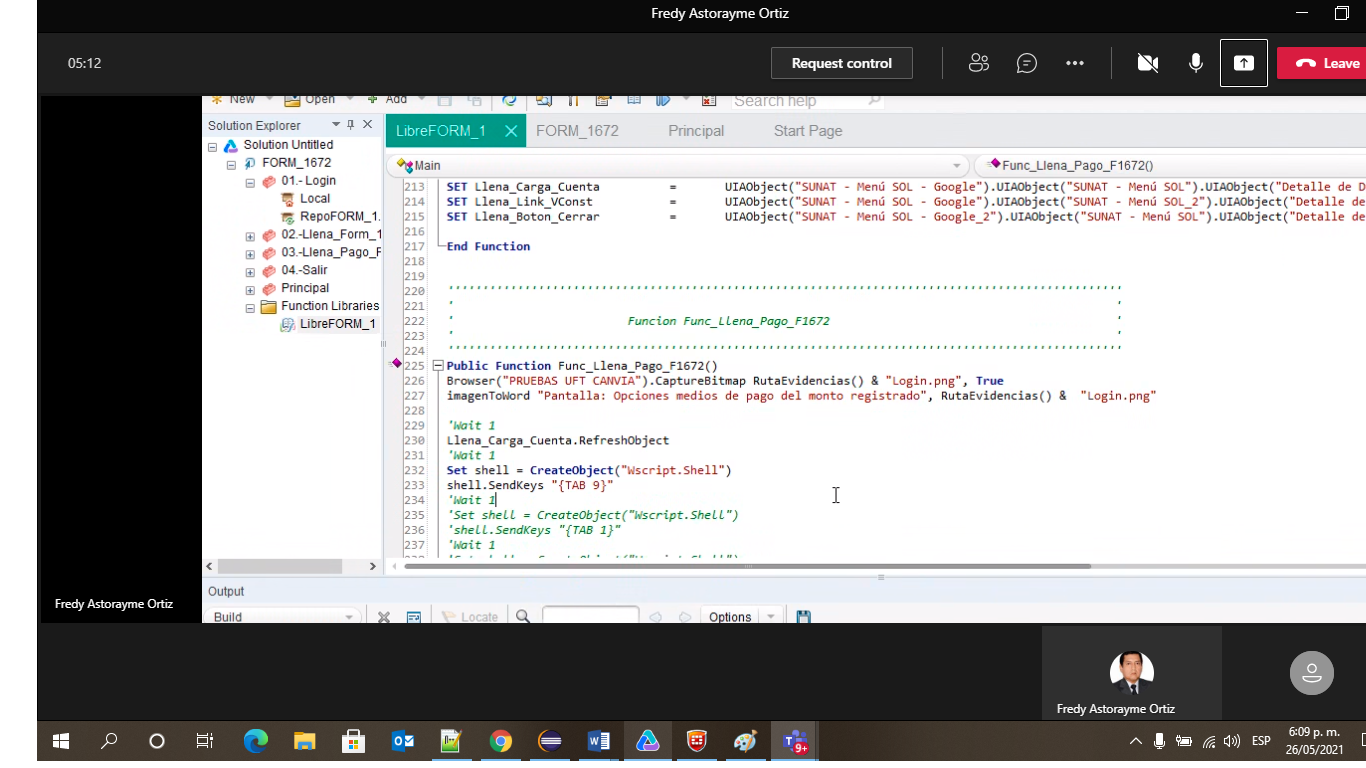 Fredy Astorayme Ortiz
05:12
Request control
Leave
New
Open
Add
Search help
Solution Explorer
LibreFORM_1
FORM_1672
Principal
Start Page
Solution Untitled
FORM_1672
01.- Login
Local
RepoFORM_1.
02.-Llena_Form_1
03.-Llena_Pago_F
04.-Salir
Principal
Function Libraries
LibreFORM_1
Main
Func_Llena_Pago_F1672()
213 SET Llena_Carga_Cuenta = UIAObject("SUNAT - Menú SOL - Google").UIAObject("SUNAT - Menú SOL").UIAObject("Detalle de D
214 SET Llena_Link_VConst = UIAObject("SUNAT - Menú SOL - Google").UIAObject("SUNAT - Menú SOL_2").UIAObject("Detalle de
215 SET Llena_Boton_Cerrar = UIAObject("SUNAT - Menú SOL - Google_2").UIAObject("SUNAT - Menú SOL").UIAObject("Detalle de
216
217 End Function
218
219
220
221 ' '
222 ' Funcion Func_Llena_Pago_F1672 '
223 ' '
224
225 Public Function Func_Llena_Pago_F1672()
226 Browser("PRUEBAS UFT CANVIA").CaptureBitmap RutaEvidencias() & "Login.png", True
227 imagenToWord "Pantalla: Opciones medios de pago del monto registrado", RutaEvidencias() & "Login.png"
228
229 'Wait 1
230 Llena_Carga_Cuenta.RefreshObject
231 'Wait 1
232 Set shell = CreateObject("Wscript.Shell")
233 shell.SendKeys "{TAB 9}"
234 'Wait 1
235 'Set shell = CreateObject("Wscript.Shell")
236 'shell.SendKeys "{TAB 1}"
237 'Wait 1
Output
Build
Locate
Options
Fredy Astorayme Ortiz
Fredy Astorayme Ortiz
9+
ESP
6:09 p. m.
26/05/2021